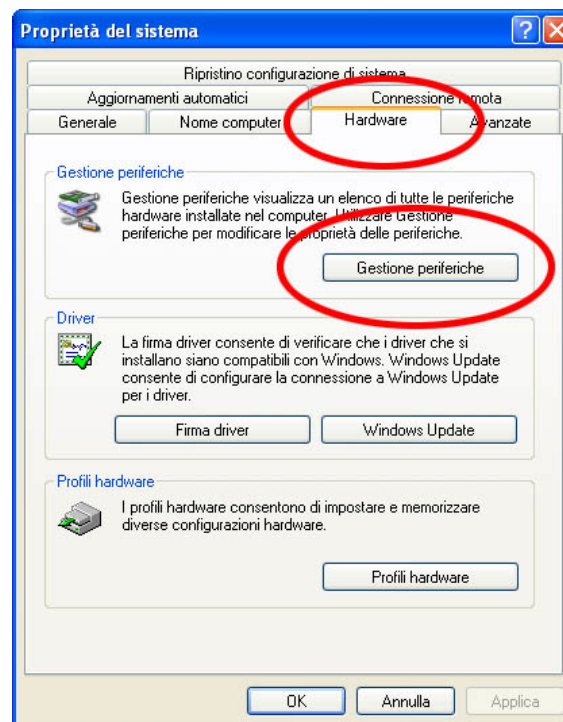 Proprietà del sistema
Ripristino configurazione di sistema
Aggiornamenti automatici
Connessione remota
Generale
Nome computer
Hardware
Avanzate
Gestione periferiche
Gestione periferiche visualizza un elenco di tutte le periferiche
hardware installate nel computer. Utilizzare Gestione
periferiche per modificare le proprietà delle periferiche.
Gestione periferiche
Driver
La firma driver consente di verificare che i driver che si
installano siano compatibili con Windows. Windows Update
consente di configurare la connessione a Windows Update
per i driver.
Firma driver
Windows Update
Profili hardware
I profili hardware consentono di impostare e memorizzare
diverse configurazioni hardware.
Profili hardware
OK
Annulla
Applica